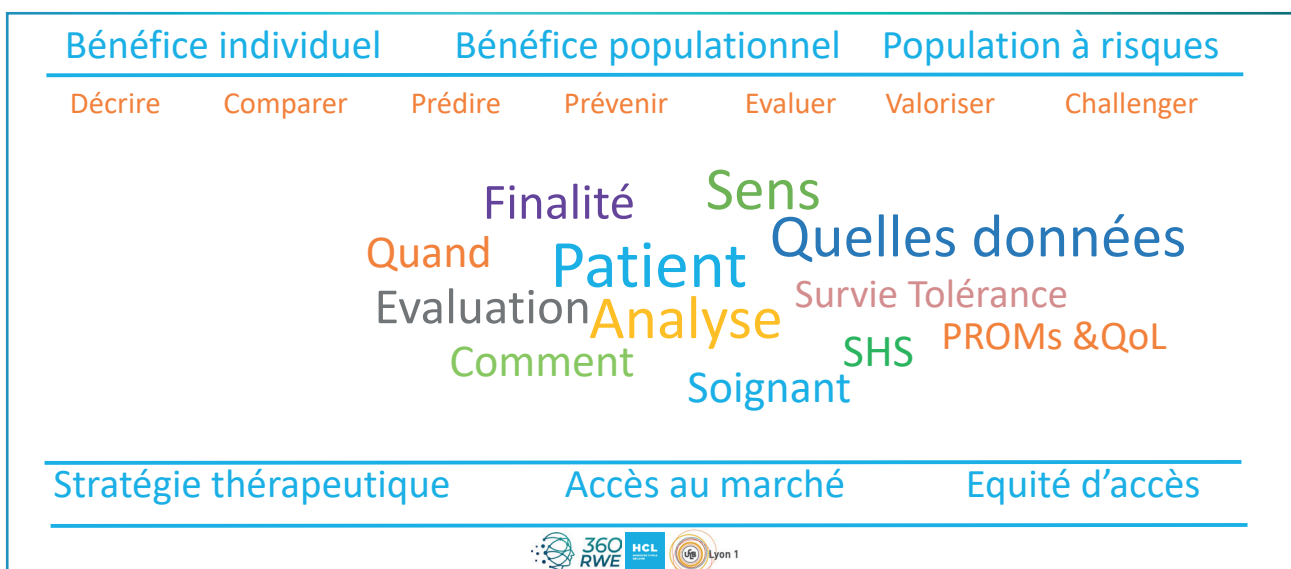 Bénéfice individuel Bénéfice populationnel Population à risques
Décrire Comparer Prédire Prévenir Evaluer Valoriser Challenger
Sens
Finalité
Quelles données
Quand
Patient
Survie Tolérance
Evaluation
Analyse
PROMs &QoL
SHS
Comment
Soignant
Stratégie thérapeutique Accès au marché Equité d’accès
360 RWE HCL Lyon 1